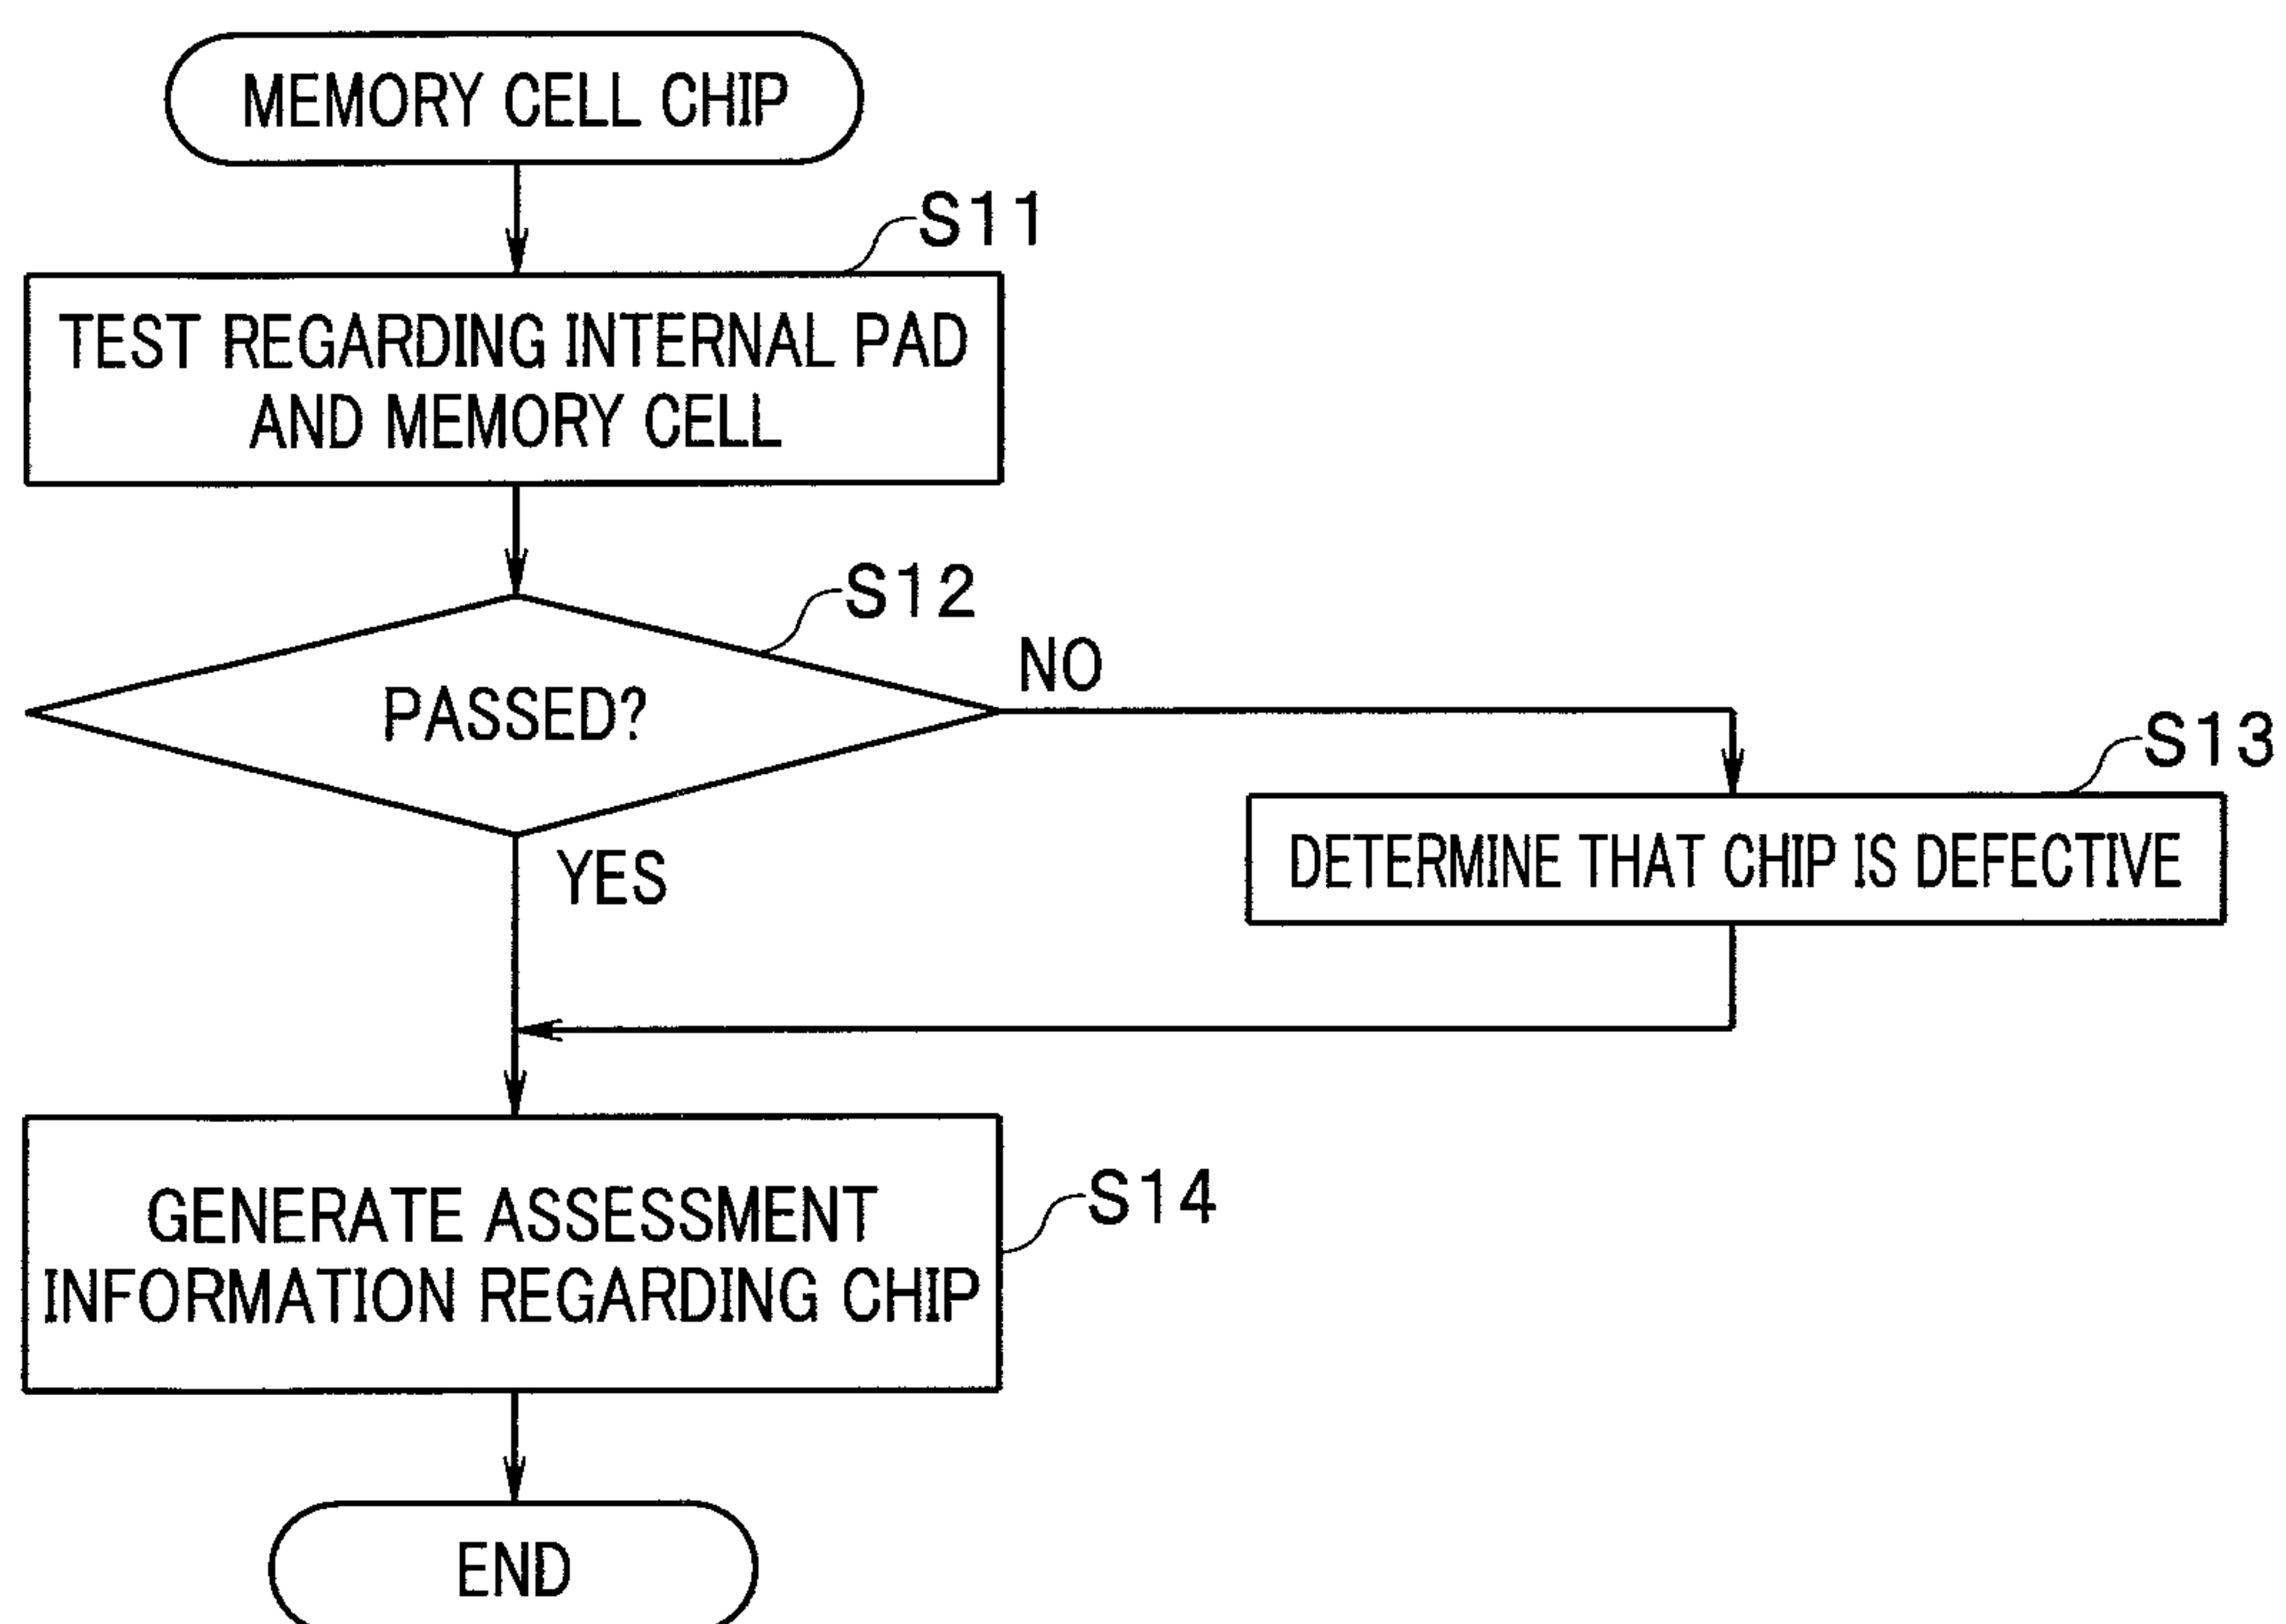 MEMORY CELL CHIP
S11
TEST REGARDING INTERNAL PAD
AND MEMORY CELL
S12
PASSED?
NO
YES
S13
DETERMINE THAT CHIP IS DEFECTIVE
GENERATE ASSESSMENT
INFORMATION REGARDING CHIP
S14
END